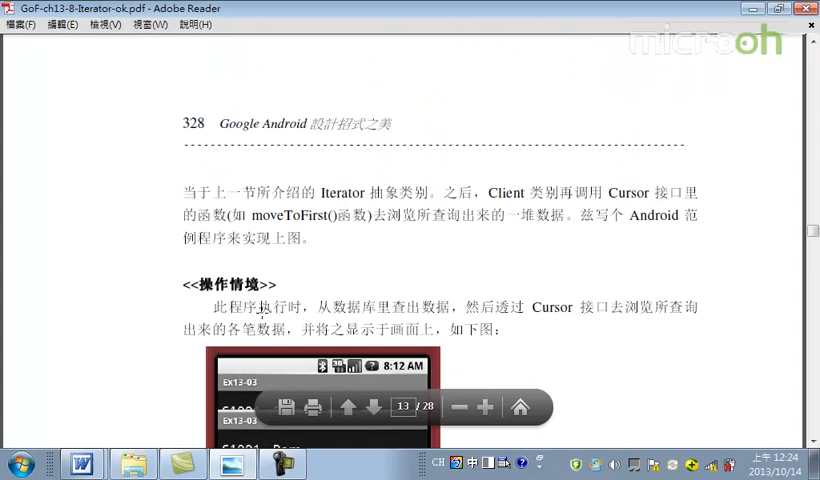 GoF-ch13-8-Iterator-ok.pdf - Adobe Reader
檔案(F) 編輯(E) 檢視(V) 視窗(W) 說明(H)
microoh
328 Google Android 設計招式之美
当于上一节所介绍的 Iterator 抽象类别。之后，Client 类别再调用 Cursor 接口里
的函数(如 moveToFirst()函数)去浏览所查询出来的一堆数据。兹写个 Android 范
例程序来实现上图。
<<操作情境>>
此程序执行时，从数据库里查出数据，然后透过 Cursor 接口去浏览所查询
出来的各笔数据，并将之显示于画面上，如下图：
8:12 AM
Ex13-03
13 / 28
Ex13-03
CH 中
上午 12:24
2013/10/14